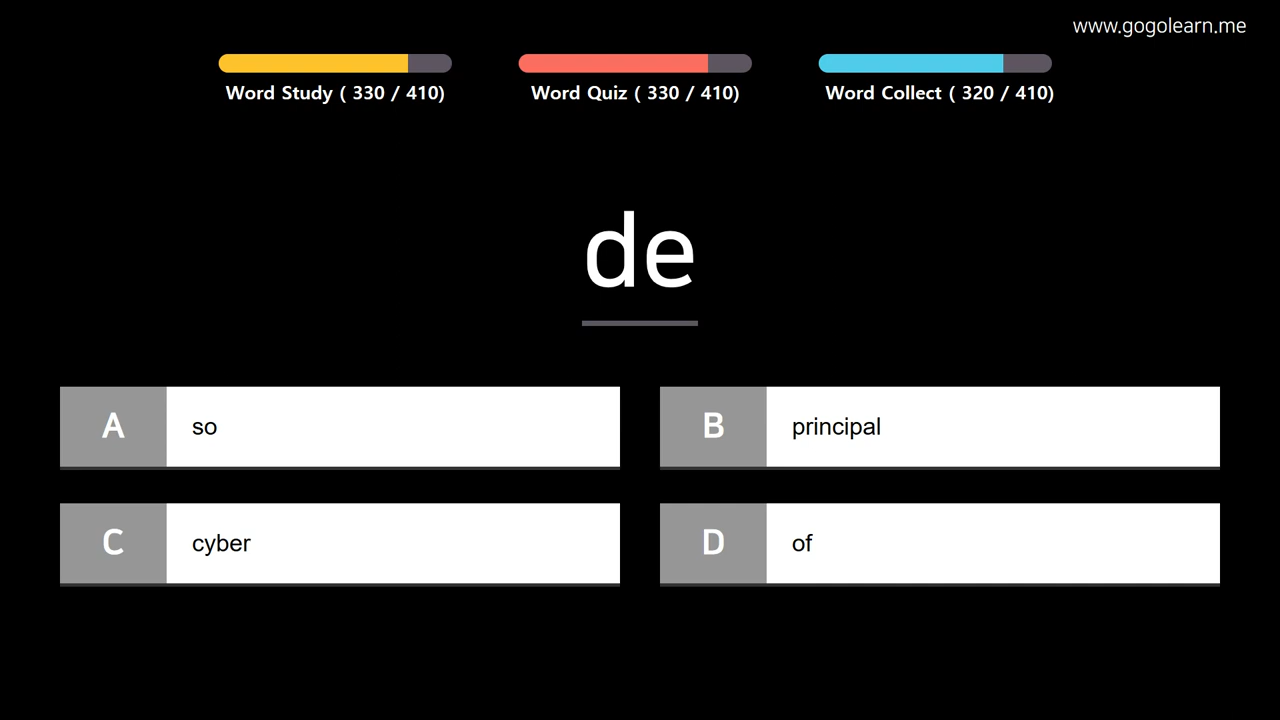 www.gogolearn.me
Word Study ( 330 / 410)
Word Quiz ( 330 / 410)
Word Collect ( 320 / 410)
de
A so
B principal
C cyber
D of